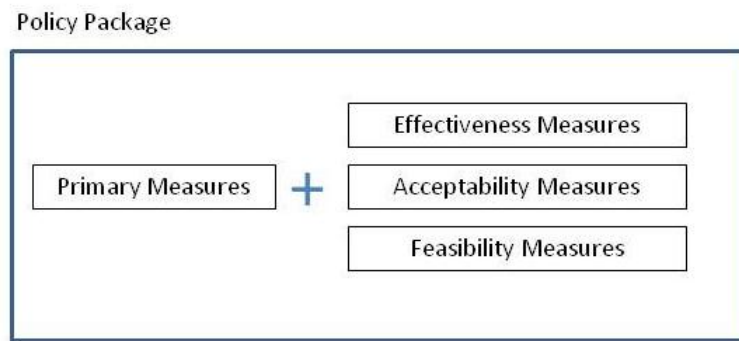 Policy Package
Effectiveness Measures
Primary Measures + Acceptability Measures
Feasibility Measures